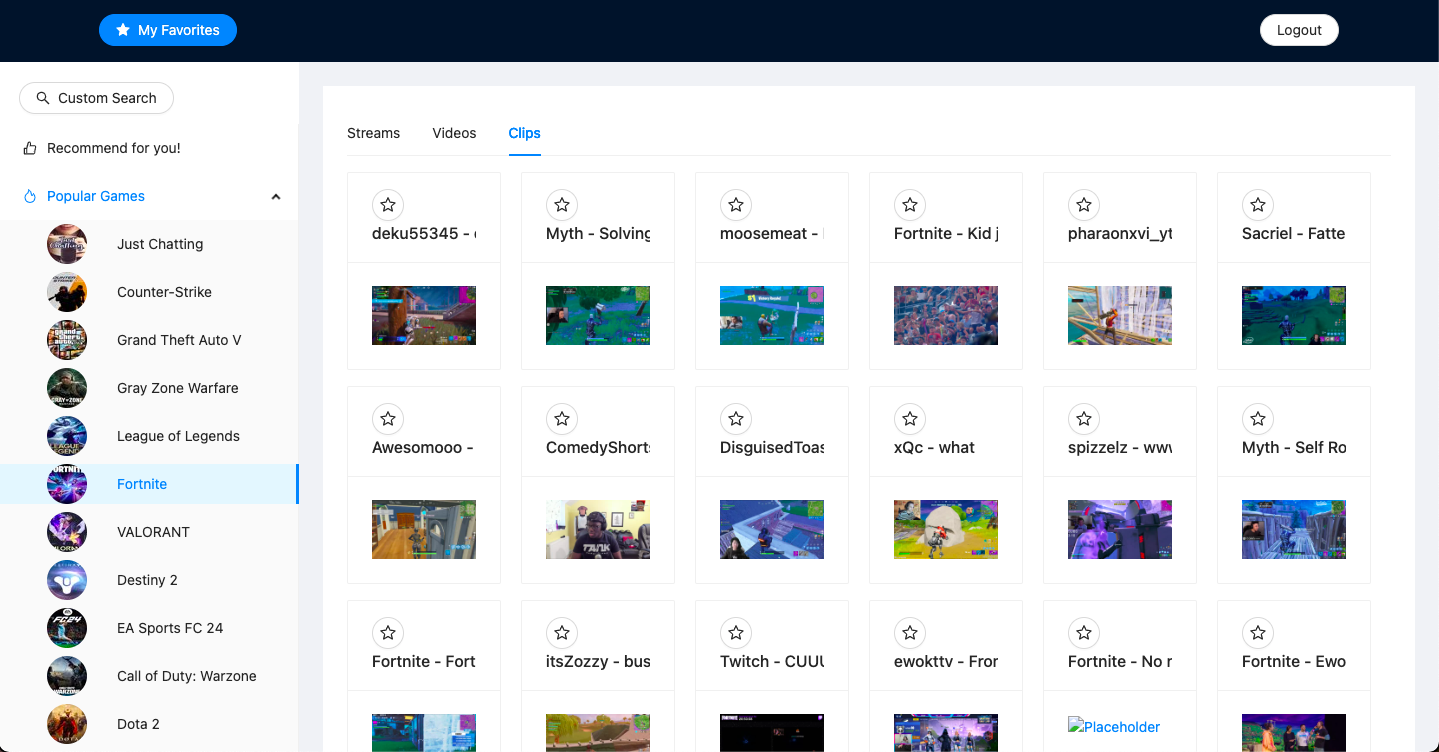 My Favorites
Logout
Custom Search
Recommend for you!
Popular Games
Just Chatting
Counter-Strike
Grand Theft Auto V
Gray Zone Warfare
League of Legends
Fortnite
VALORANT
Destiny 2
EA Sports FC 24
Call of Duty: Warzone
Dota 2
Streams Videos Clips
deku55345 -
Myth - Solving
moosemeat -
Fortnite - Kid j
pharaonxvi_yt
Sacriel - Fatte
Awesomooo -
ComedyShorts
DisguisedToas
xQc - what
spizzelz - www
Myth - Self Ro
Fortnite - Fort
itsZozzy - bus
Twitch - CUUU
ewokttv - Fror
Fortnite - No r
Fortnite - Ewo
Placeholder